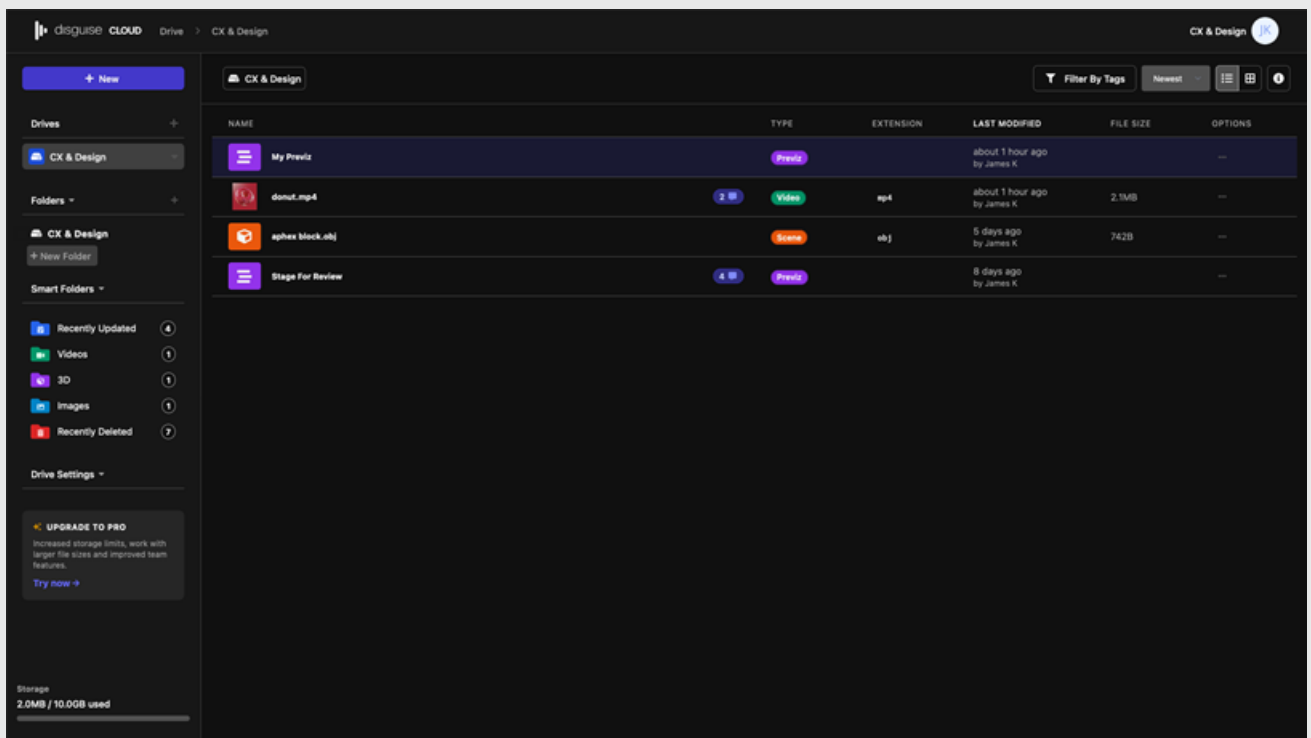 disguise CLOUD Drive > CX & Design
CX & Design JK
+ New
CX & Design
Filter By Tags
Newest
Drives +
CX & Design
Folders +
CX & Design
+ New Folder
Smart Folders
Recently Updated 4
Videos 1
3D 1
Images 1
Recently Deleted 7
Drive Settings
UPGRADE TO PRO
Increased storage limits, work with
larger file sizes and improved team
features.
Try now →
Storage
2.0MB / 10.0GB used
NAME TYPE EXTENSION LAST MODIFIED FILE SIZE OPTIONS
My Previz Previz about 1 hour ago
by James K
donut.mp4 2 Video mp4 about 1 hour ago 2.1MB
by James K
aphex block.obj Scene obj 5 days ago 742B
by James K
Stage For Review 4 Previz 8 days ago
by James K